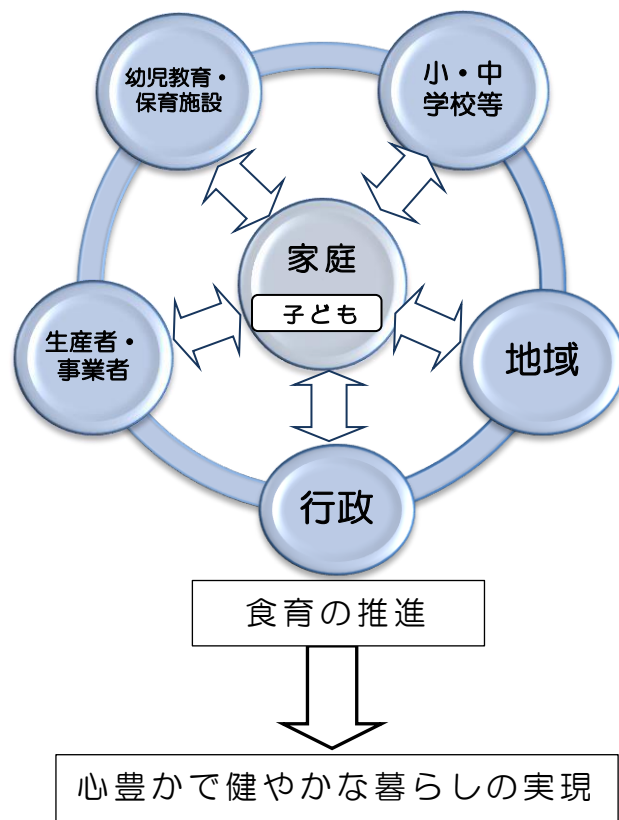 幼児教育・
保育施設
小・中
学校等
家庭
子ども
生産者・
事業者
地域
行政
食育の推進
心豊かで健やかな暮らしの実現